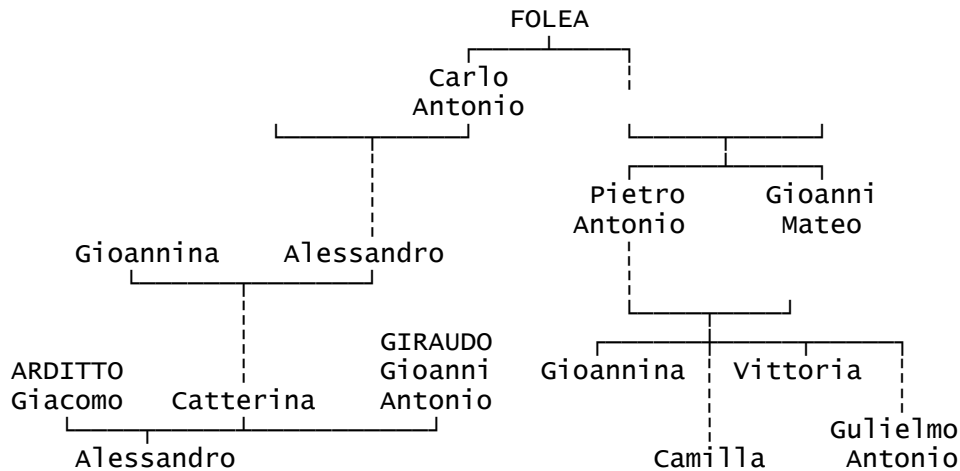 FOLEA
Carlo
Antonio
Pietro Gioanni
Antonio Mateo
Gioannina Alessandro
GIRAUDO
ARDITTO Gioanni Gioannina Vittoria
Giacomo Catterina Antonio
Gulielmo
Alessandro Camilla Antonio